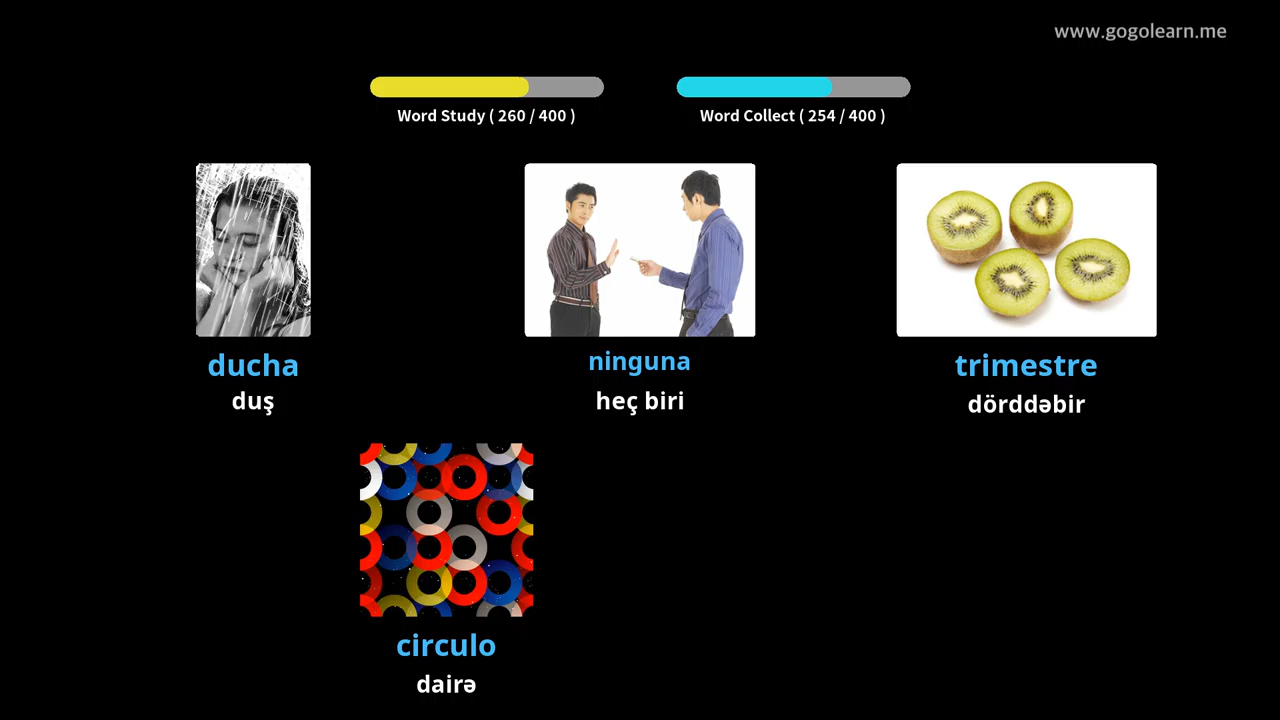 www.gogolearn.me
Word Study ( 260 / 400 )
Word Collect ( 254 / 400 )
ducha
duş
ninguna
heç biri
trimestre
dörddəbir
circulo
dairə